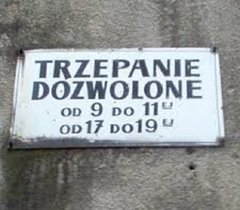 TRZEPANIE
DOZWOLONE
OD 9 DO 11
OD 17 DO 19